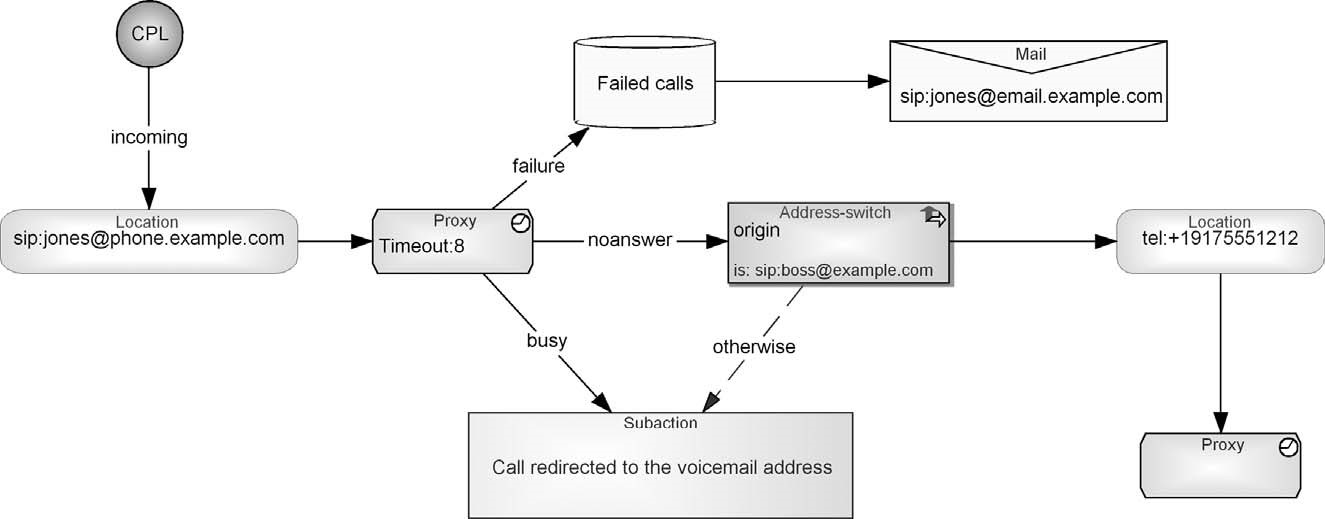 CPL
incoming
Location
sip:jones@phone.example.com
Proxy
Timeout:8
failure
Failed calls
Mail
sip:jones@email.example.com
noanswer
Address-switch
origin
is: sip:boss@example.com
Location
tel:+19175551212
busy
otherwise
Subaction
Call redirected to the voicemail address
Proxy